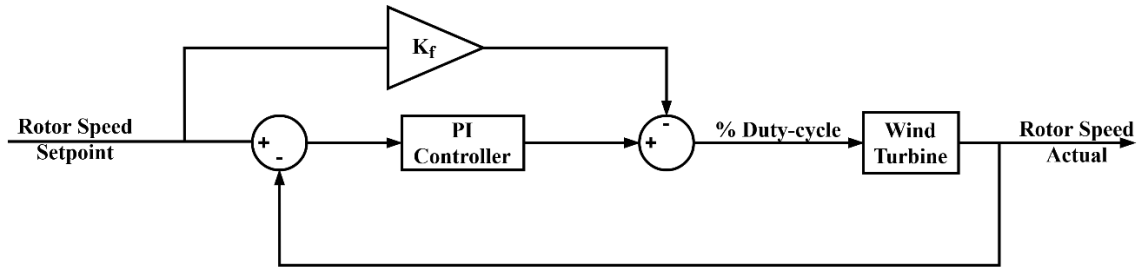 K_f
Rotor Speed
Setpoint
+
-
PI
Controller
-
+
% Duty-cycle
Wind
Turbine
Rotor Speed
Actual